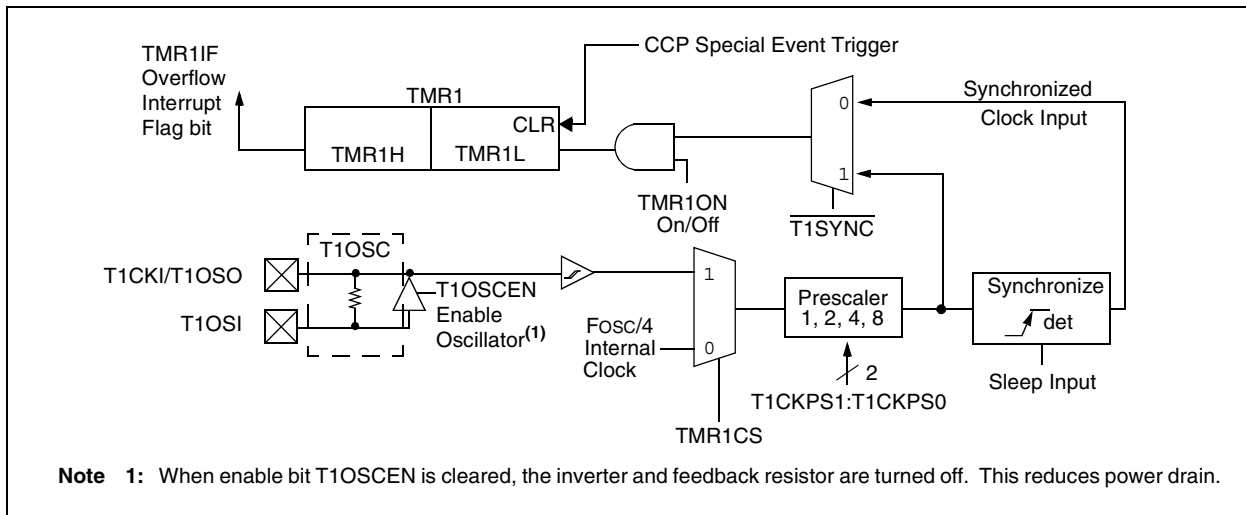 TMR1IF
Overflow
Interrupt
Flag bit
CCP Special Event Trigger
TMR1
CLR
TMR1H
TMR1L
TMR1ON
On/Off
0
1
T1SYNC
Synchronized
Clock Input
T1OSC
T1CKI/T1OSO
T1OSI
T1OSCEN
Enable
Oscillator(1)
FOSC/4
Internal
Clock
1
0
TMR1CS
Prescaler
1, 2, 4, 8
2
T1CKPS1:T1CKPS0
Synchronize
det
Sleep Input
Note 1: When enable bit T1OSCEN is cleared, the inverter and feedback resistor are turned off. This reduces power drain.